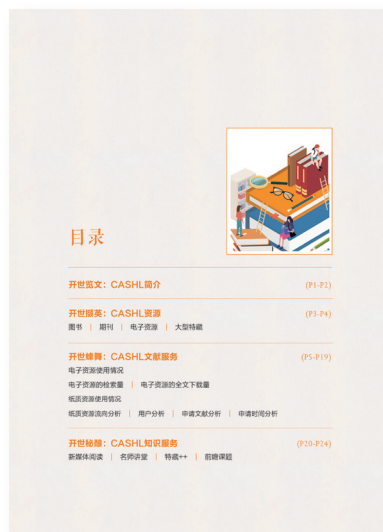 目录
开世览文：CASHL简介 (P1-P2)
开世撷英：CASHL资源 (P3-P4)
图书 | 期刊 | 电子资源 | 大型特藏
开世蜂舞：CASHL文献服务 (P5-P19)
电子资源使用情况
电子资源的检索量 | 电子资源的全文下载量
纸质资源使用情况
纸质资源流向分析 | 用户分析 | 申请文献分析 | 申请时间分析
开世秘酿：CASHL知识服务 (P20-P24)
新媒体阅读 | 名师讲堂 | 特藏++ | 前瞻课题